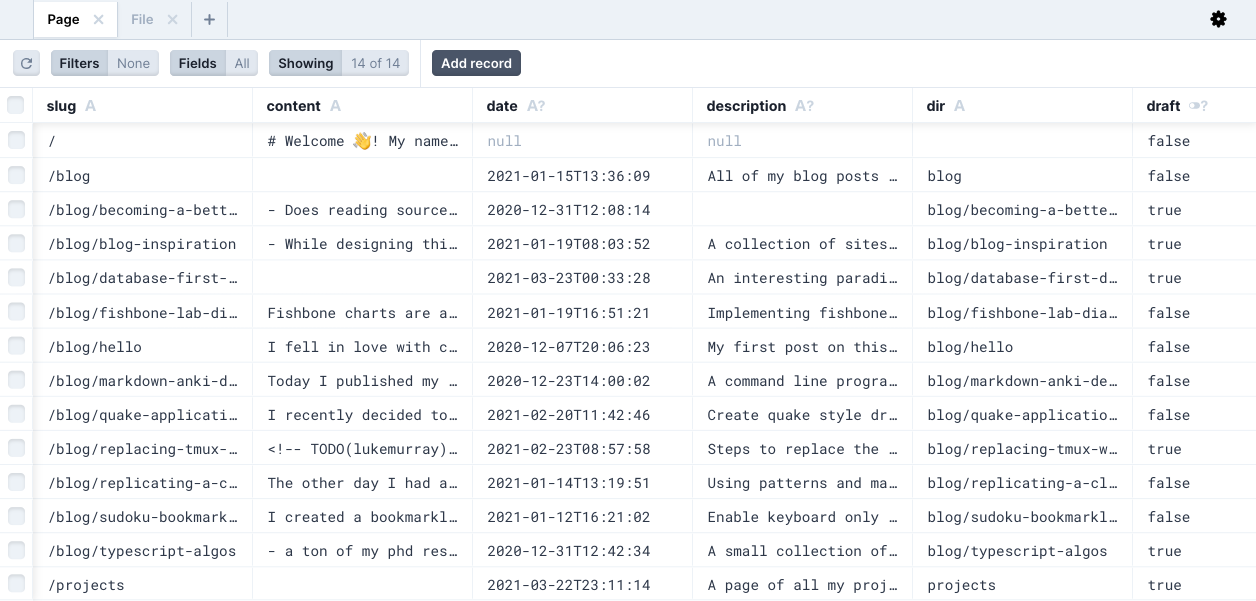 Page File +
Filters None Fields All Showing 14 of 14 Add record
slug A content A date A? description A? dir A draft ?
/ # Welcome 👋! My name… null null false
/blog 2021-01-15T13:36:09 All of my blog posts … blog false
/blog/becoming-a-bett… - Does reading source… 2020-12-31T12:08:14 blog/becoming-a-bette… true
/blog/blog-inspiration - While designing thi… 2021-01-19T08:03:52 A collection of sites… blog/blog-inspiration true
/blog/database-first-… 2021-03-23T00:33:28 An interesting paradi… blog/database-first-d… true
/blog/fishbone-lab-di… Fishbone charts are a… 2021-01-19T16:51:21 Implementing fishbone… blog/fishbone-lab-dia… false
/blog/hello I fell in love with c… 2020-12-07T20:06:23 My first post on this… blog/hello false
/blog/markdown-anki-d… Today I published my … 2020-12-23T14:00:02 A command line progra… blog/markdown-anki-de… false
/blog/quake-applicati… I recently decided to… 2021-02-20T11:42:46 Create quake style dr… blog/quake-applicatio… false
/blog/replacing-tmux-… <!-- TODO(lukemurray)… 2021-02-23T08:57:58 Steps to replace the … blog/replacing-tmux-w… true
/blog/replicating-a-c… The other day I had a… 2021-01-14T13:19:51 Using patterns and ma… blog/replicating-a-cl… false
/blog/sudoku-bookmark… I created a bookmarkl… 2021-01-12T16:21:02 Enable keyboard only … blog/sudoku-bookmarkl… false
/blog/typescript-algos - a ton of my phd res… 2020-12-31T12:42:34 A small collection of… blog/typescript-algos true
/projects 2021-03-22T23:11:14 A page of all my proj… projects true